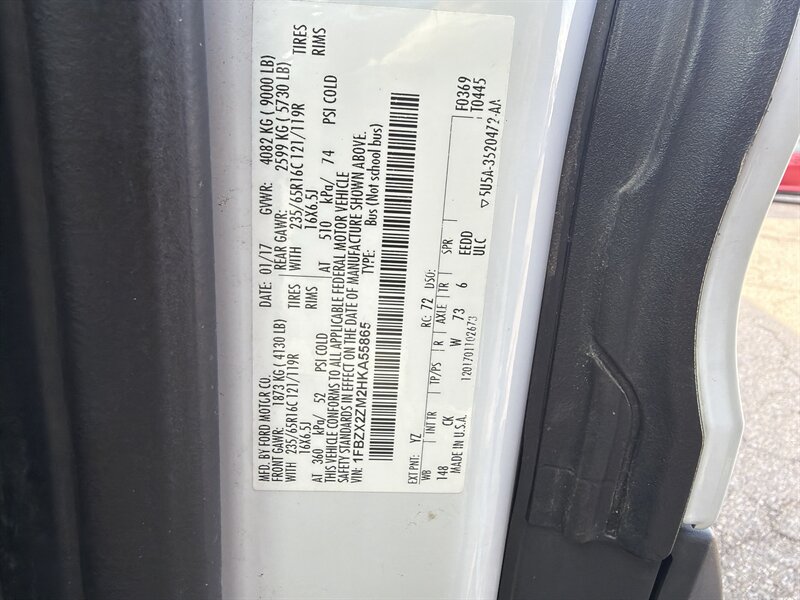 MFD. BY FORD MOTOR CO.
DATE: 01/17 GVWR: 4082 KG ( 9000 LB)
FRONT GAWR: 1873 KG ( 4130 LB) REAR GAWR: 2599 KG ( 5730 LB)
WITH 235/65R16C 121/119R TIRES WITH 235/65R16C 121/119R TIRES
16X6.5J RIMS 16X6.5J RIMS
AT 360 kPa/ 52 PSI COLD AT 510 kPa/ 74 PSI COLD
THIS VEHICLE CONFORMS TO ALL APPLICABLE FEDERAL MOTOR VEHICLE
SAFETY STANDARDS IN EFFECT ON THE DATE OF MANUFACTURE SHOWN ABOVE.
VIN: 1FBZX2ZM2HKA55865 TYPE: Bus (Not school bus)
EXT PNT: YZ RC: 72 DSO: F0369
WB INT TR TP/PS R AXLE TR SPR T0445
148 CK W 73 6 EEDD
ULC
MADE IN U.S.A. 1201701102673 ▽5U5A-3520472-AA